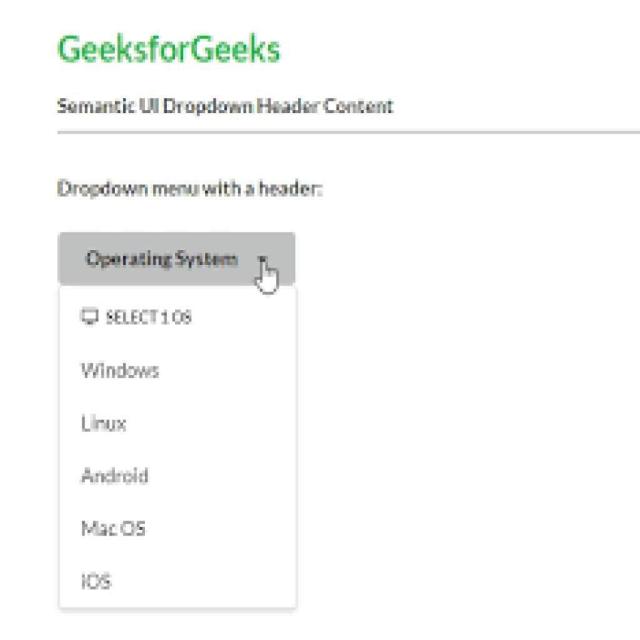 GeeksforGeeks
Semantic UI Dropdown Header Content
Dropdown menu with a header:
Operating System
SELECT 1 OS
Windows
Linux
Android
Mac OS
iOS